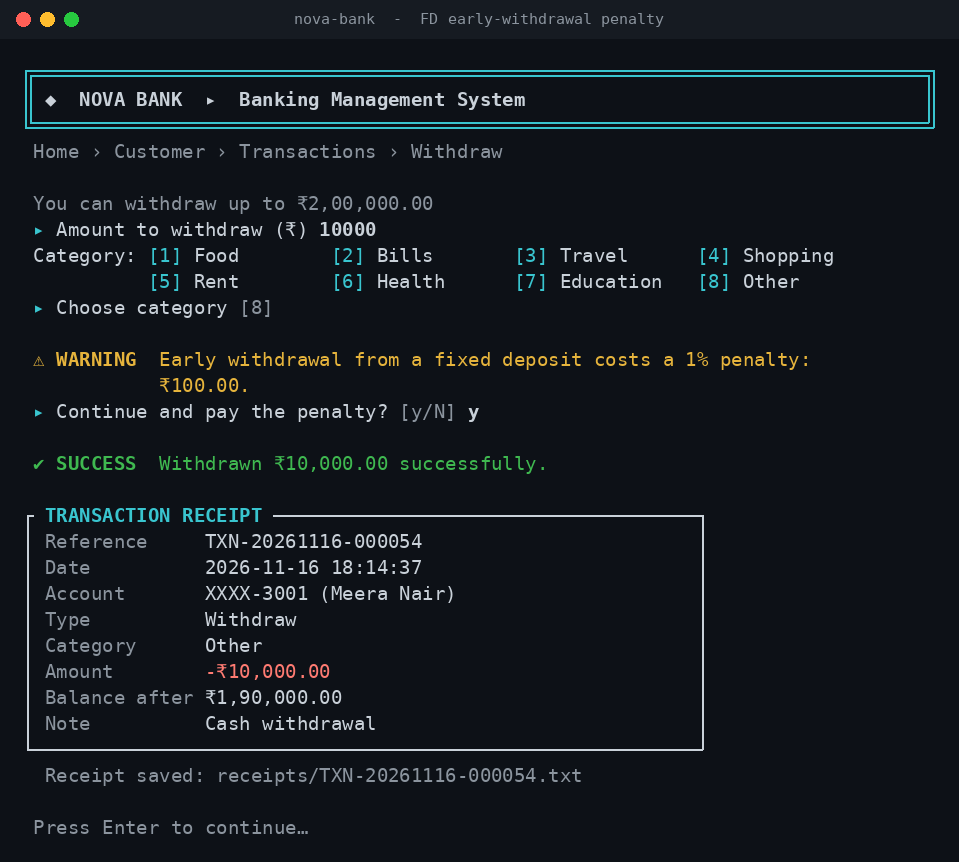 nova-bank - FD early-withdrawal penalty
◆ NOVA BANK ▸ Banking Management System
Home › Customer › Transactions › Withdraw
You can withdraw up to ₹2,00,000.00
▸ Amount to withdraw (₹) 10000
Category: [1] Food [2] Bills [3] Travel [4] Shopping
[5] Rent [6] Health [7] Education [8] Other
▸ Choose category [8]
⚠ WARNING Early withdrawal from a fixed deposit costs a 1% penalty:
₹100.00.
▸ Continue and pay the penalty? [y/N] y
✔ SUCCESS Withdrawn ₹10,000.00 successfully.
TRANSACTION RECEIPT
Reference TXN-20261116-000054
Date 2026-11-16 18:14:37
Account XXXX-3001 (Meera Nair)
Type Withdraw
Category Other
Amount -₹10,000.00
Balance after ₹1,90,000.00
Note Cash withdrawal
Receipt saved: receipts/TXN-20261116-000054.txt
Press Enter to continue…